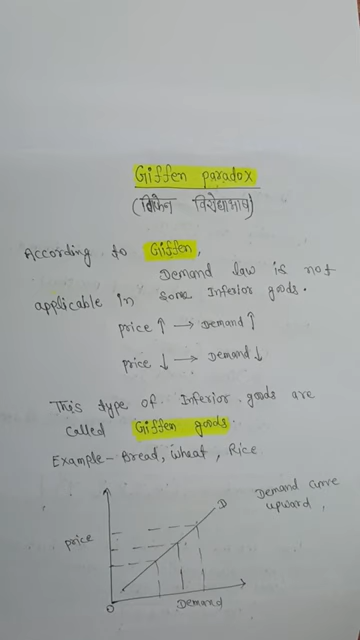 Giffen paradox
(गिफेन विरोधाभाष)
According to Giffen,
Demand law is not
applicable in some Inferior goods.
price ↑ → Demand ↑
price ↓ → Demand ↓
This type of Inferior goods are
called Giffen goods.
Example - Bread, Wheat, Rice
D
Demand curve
upward,
price
O
Demand